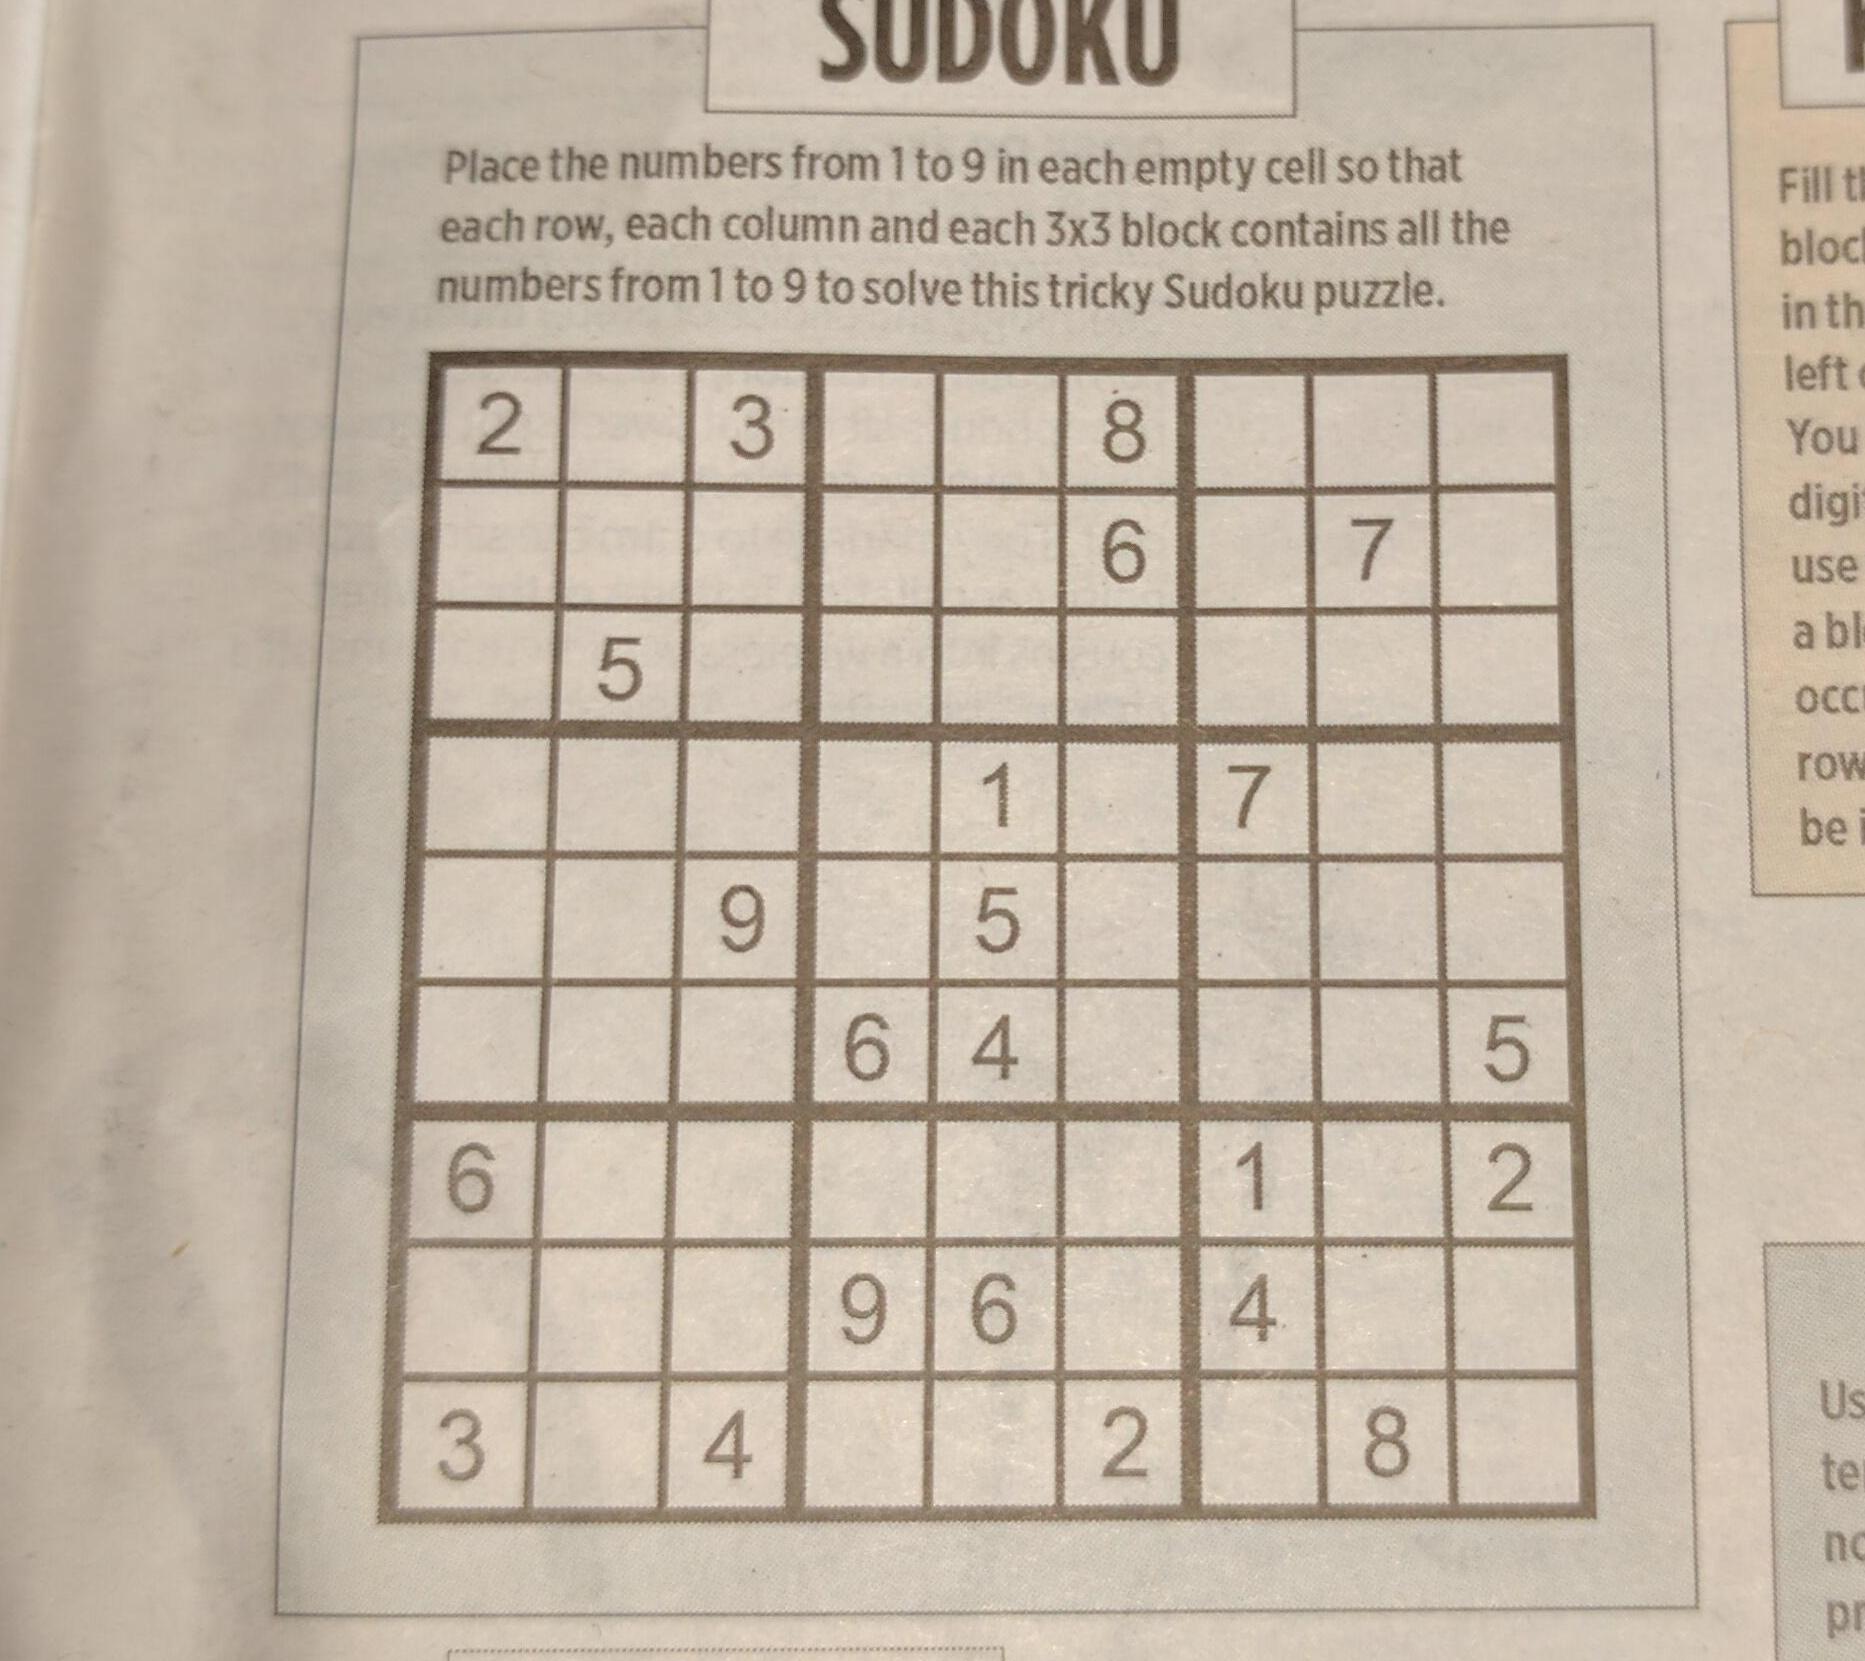 SUDOKU
Place the numbers from 1 to 9 in each empty cell so that
each row, each column and each 3x3 block contains all the
numbers from 1 to 9 to solve this tricky Sudoku puzzle.
2 3 8
6 7
5
1 7
9 5
6 4 5
6 1 2
9 6 4
3 4 2 8
Fill
bloc
in th
left
You
digi
use
a bl
occ
row
be
Us
te
no
pr